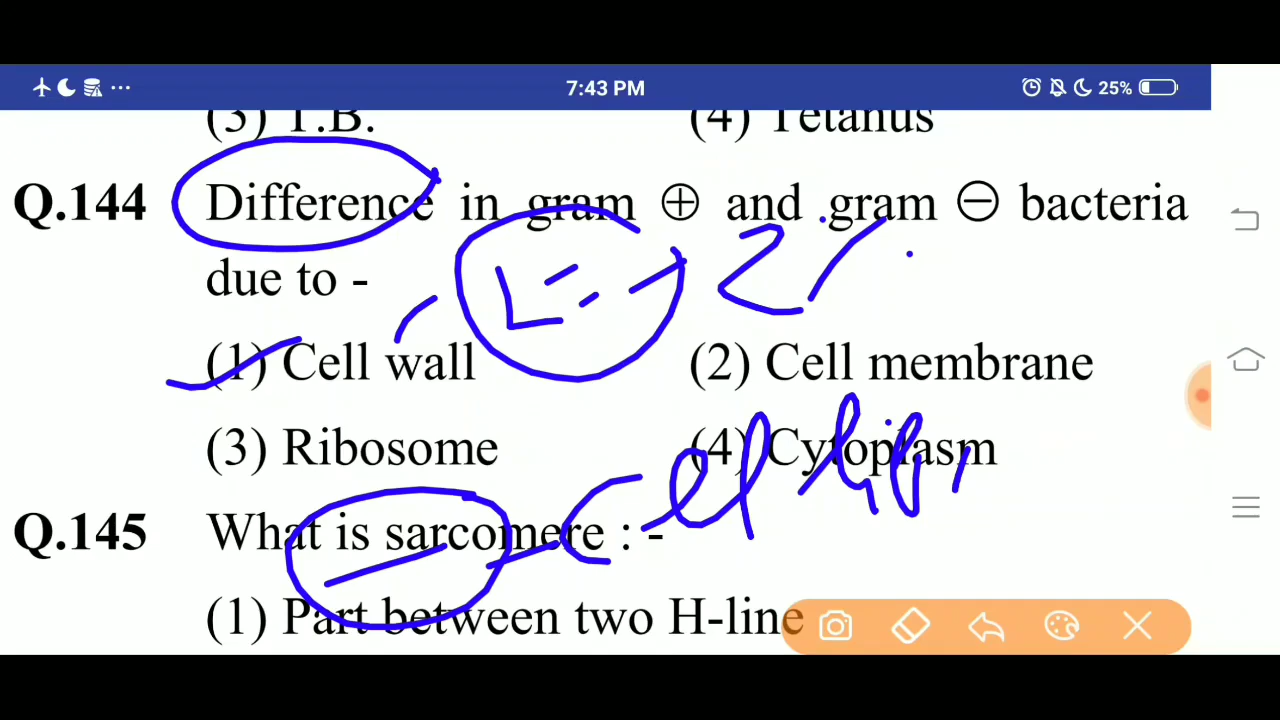 7:43 PM 25%
(3) T.B. (4) Tetanus
Q.144 Difference in gram ⊕ and gram ⊖ bacteria
due to -
(1) Cell wall (2) Cell membrane
(3) Ribosome (4) Cytoplasm
Q.145 What is sarcomere : -
(1) Part between two H-line